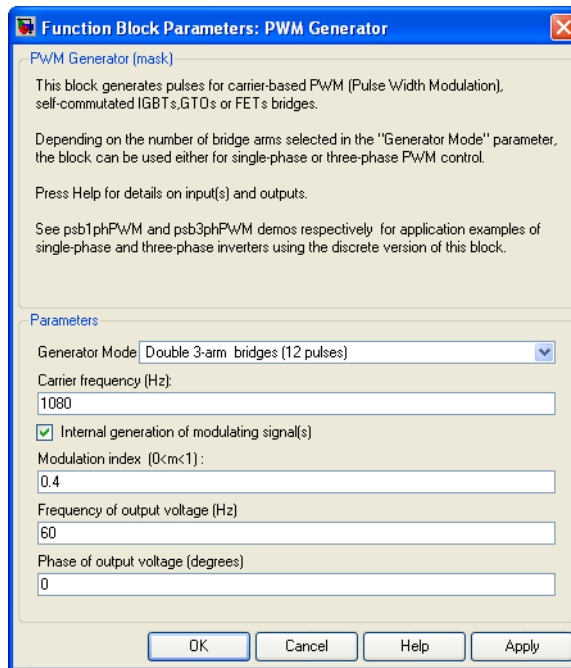 Function Block Parameters: PWM Generator
PWM Generator (mask)
This block generates pulses for carrier-based PWM (Pulse Width Modulation),
self-commutated IGBTs,GTOs or FETs bridges.
Depending on the number of bridge arms selected in the "Generator Mode" parameter,
the block can be used either for single-phase or three-phase PWM control.
Press Help for details on input(s) and outputs.
See psb1phPWM and psb3phPWM demos respectively for application examples of
single-phase and three-phase inverters using the discrete version of this block.
Parameters
Generator Mode Double 3-arm bridges (12 pulses)
Carrier frequency (Hz):
1080
Internal generation of modulating signal(s)
Modulation index (0<m<1) :
0.4
Frequency of output voltage (Hz)
60
Phase of output voltage (degrees)
0
OK Cancel Help Apply